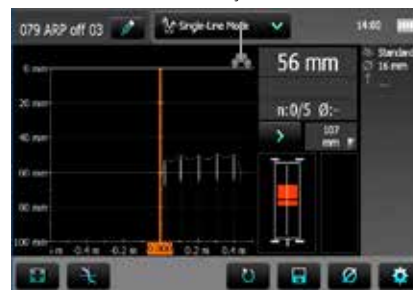 079 ARP off 03
Single-Line Mode
14:00
56 mm
Standard
16 mm
n:0/5 Ø:-
107
mm
0 mm
20 mm
40 mm
60 mm
80 mm
100 mm
-0.4 m -0.2 m 0.000 0.2 m 0.4 m